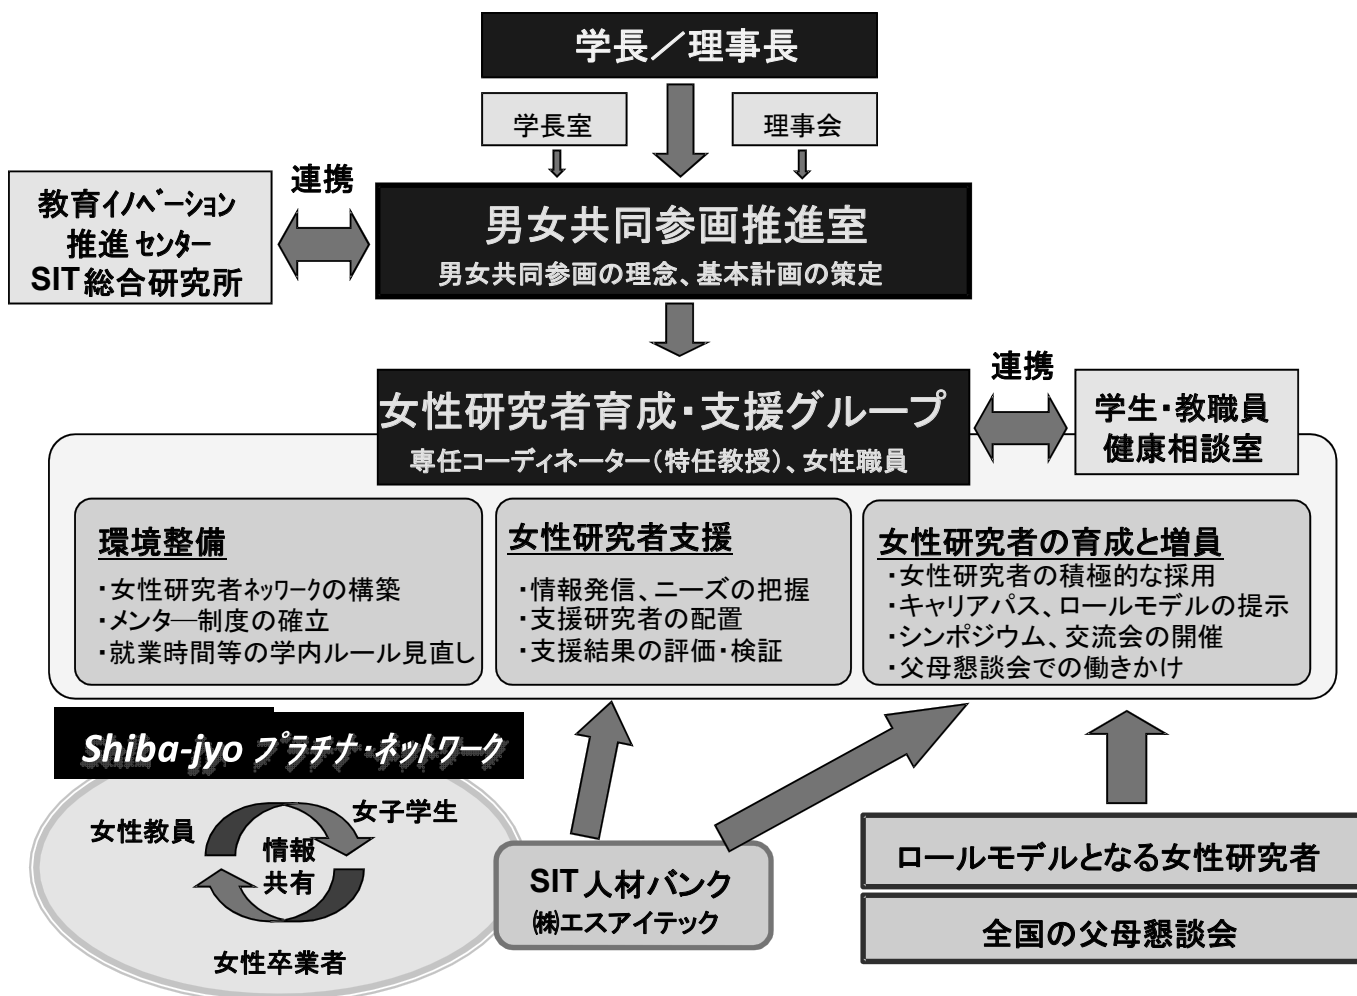 学長／理事長
学長室
理事会
連携
教育イノベーション
推進センター
SIT総合研究所
男女共同参画推進室
男女共同参画の理念、基本計画の策定
連携
女性研究者育成・支援グループ
専任コーディネーター(特任教授)、女性職員
学生・教職員
健康相談室
環境整備
・女性研究者ネッワークの構築
・メンタ―制度の確立
・就業時間等の学内ルール見直し
女性研究者支援
・情報発信、ニーズの把握
・支援研究者の配置
・支援結果の評価・検証
女性研究者の育成と増員
・女性研究者の積極的な採用
・キャリアパス、ロールモデルの提示
・シンポジウム、交流会の開催
・父母懇談会での働きかけ
Shiba-jyo プラチナ・ネットワーク
女性教員
女子学生
情報
共有
女性卒業者
SIT人材バンク
㈱エスアイテック
ロールモデルとなる女性研究者
全国の父母懇談会